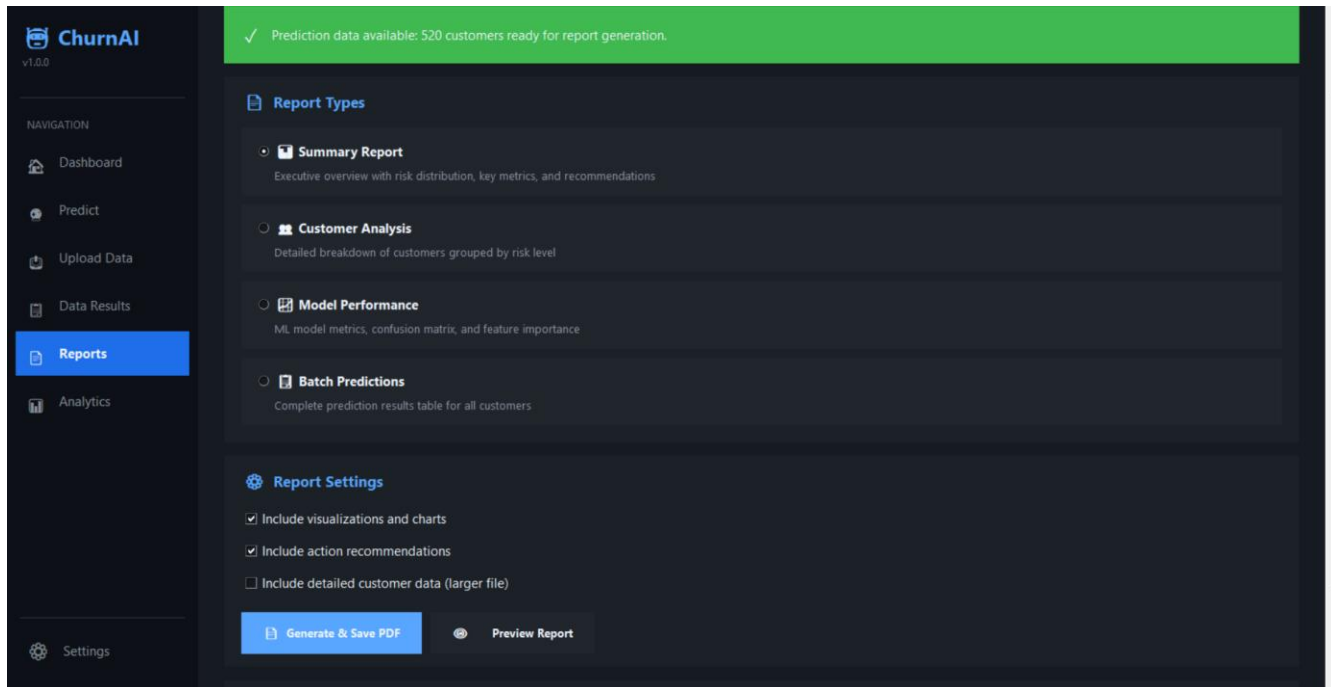 ChurnAI
v1.0.0
NAVIGATION
Dashboard
Predict
Upload Data
Data Results
Reports
Analytics
Settings
✓ Prediction data available: 520 customers ready for report generation.
Report Types
Summary Report
Executive overview with risk distribution, key metrics, and recommendations
Customer Analysis
Detailed breakdown of customers grouped by risk level
Model Performance
ML model metrics, confusion matrix, and feature importance
Batch Predictions
Complete prediction results table for all customers
Report Settings
Include visualizations and charts
Include action recommendations
Include detailed customer data (larger file)
Generate & Save PDF
Preview Report